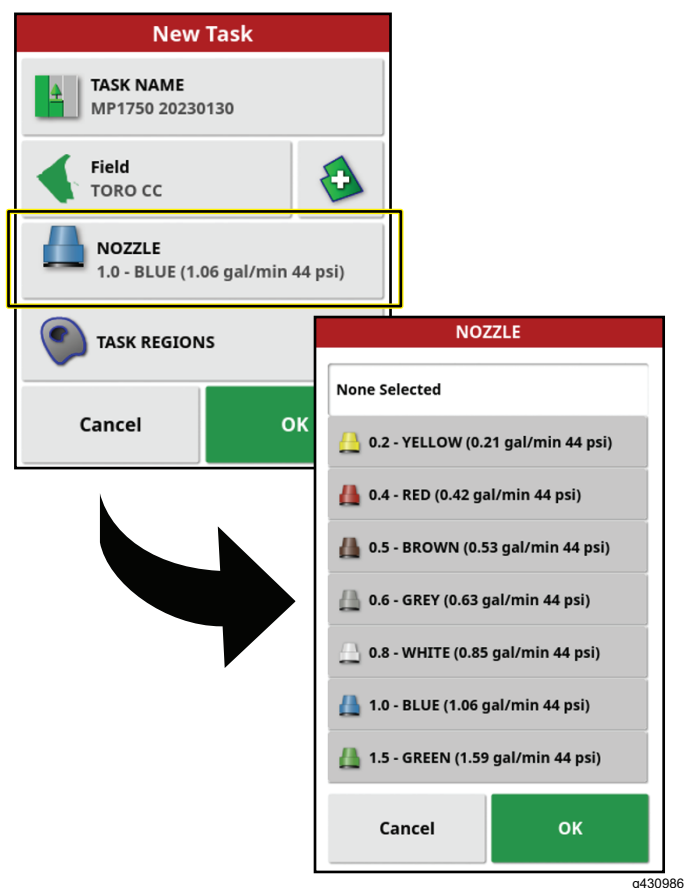 New Task
TASK NAME
MP1750 20230130
Field
TORO CC
NOZZLE
1.0 - BLUE (1.06 gal/min 44 psi)
TASK REGIONS
Cancel
OK
NOZZLE
None Selected
0.2 - YELLOW (0.21 gal/min 44 psi)
0.4 - RED (0.42 gal/min 44 psi)
0.5 - BROWN (0.53 gal/min 44 psi)
0.6 - GREY (0.63 gal/min 44 psi)
0.8 - WHITE (0.85 gal/min 44 psi)
1.0 - BLUE (1.06 gal/min 44 psi)
1.5 - GREEN (1.59 gal/min 44 psi)
Cancel
OK
g430986